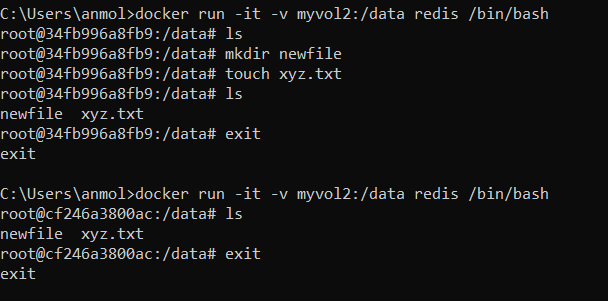 C:\Users\anmol>docker run -it -v myvol2:/data redis /bin/bash
root@34fb996a8fb9:/data# ls
root@34fb996a8fb9:/data# mkdir newfile
root@34fb996a8fb9:/data# touch xyz.txt
root@34fb996a8fb9:/data# ls
newfile  xyz.txt
root@34fb996a8fb9:/data# exit
exit
C:\Users\anmol>docker run -it -v myvol2:/data redis /bin/bash
root@cf246a3800ac:/data# ls
newfile  xyz.txt
root@cf246a3800ac:/data# exit
exit